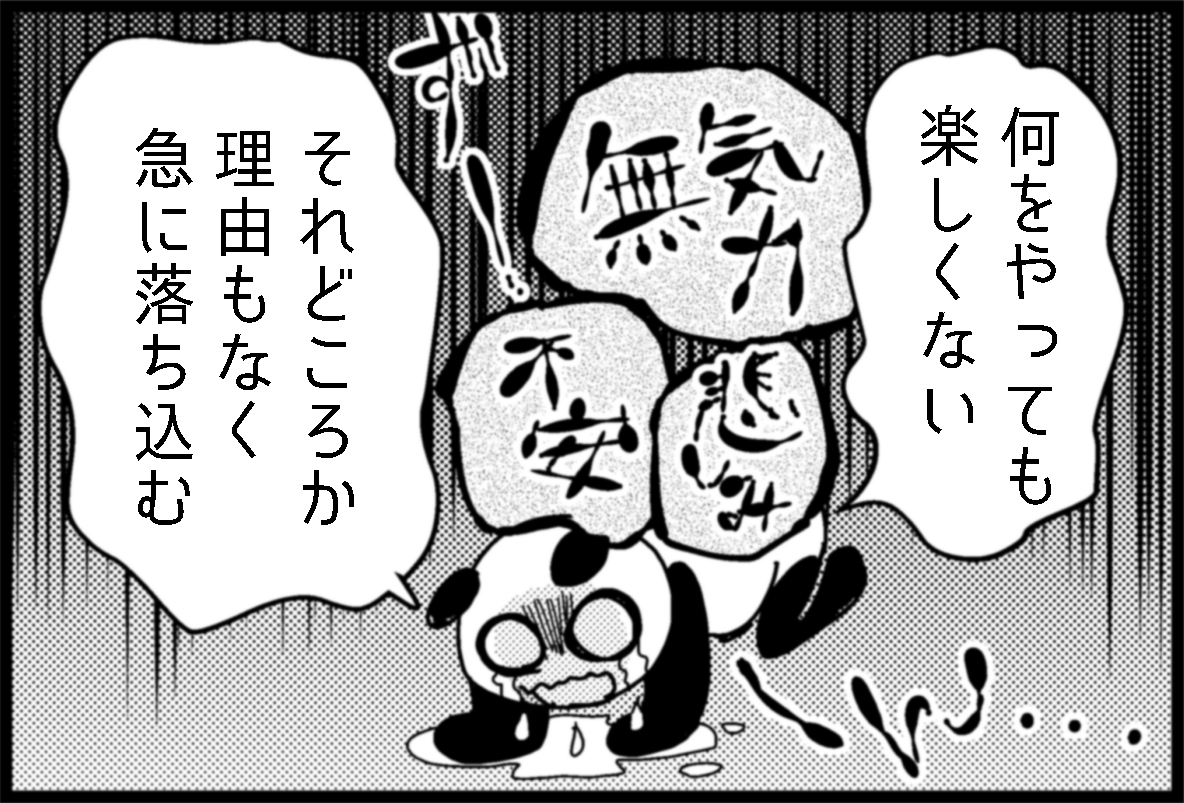 何をやっても
楽しくない
無気力
悲しみ
不安
ずーん…
それどころか
理由もなく
急に落ち込む